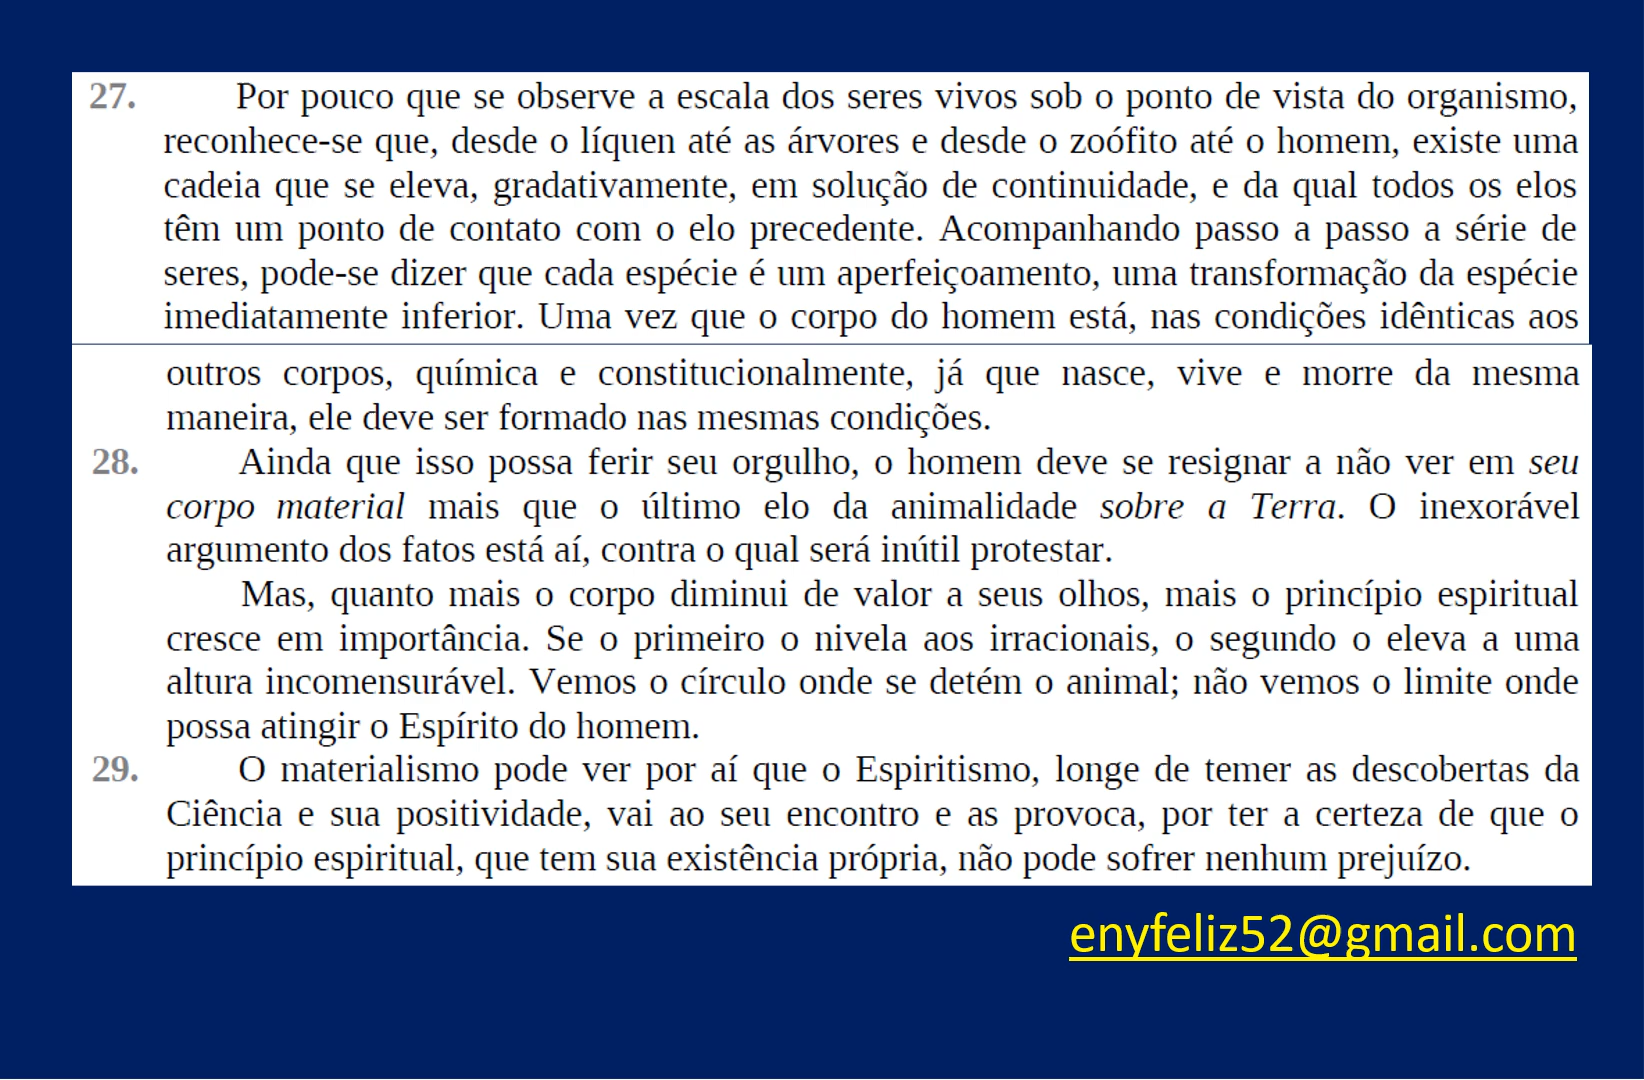 27. Por pouco que se observe a escala dos seres vivos sob o ponto de vista do organismo,
reconhece-se que, desde o líquen até as árvores e desde o zoófito até o homem, existe uma
cadeia que se eleva, gradativamente, em solução de continuidade, e da qual todos os elos
têm um ponto de contato com o elo precedente. Acompanhando passo a passo a série de
seres, pode-se dizer que cada espécie é um aperfeiçoamento, uma transformação da espécie
imediatamente inferior. Uma vez que o corpo do homem está, nas condições idênticas aos
outros corpos, química e constitucionalmente, já que nasce, vive e morre da mesma
maneira, ele deve ser formado nas mesmas condições.
28. Ainda que isso possa ferir seu orgulho, o homem deve se resignar a não ver em seu
corpo material mais que o último elo da animalidade sobre a Terra. O inexorável
argumento dos fatos está aí, contra o qual será inútil protestar.
Mas, quanto mais o corpo diminui de valor a seus olhos, mais o princípio espiritual
cresce em importância. Se o primeiro o nivela aos irracionais, o segundo o eleva a uma
altura incomensurável. Vemos o círculo onde se detém o animal; não vemos o limite onde
possa atingir o Espírito do homem.
29. O materialismo pode ver por aí que o Espiritismo, longe de temer as descobertas da
Ciência e sua positividade, vai ao seu encontro e as provoca, por ter a certeza de que o
princípio espiritual, que tem sua existência própria, não pode sofrer nenhum prejuízo.
enyfeliz52@gmail.com